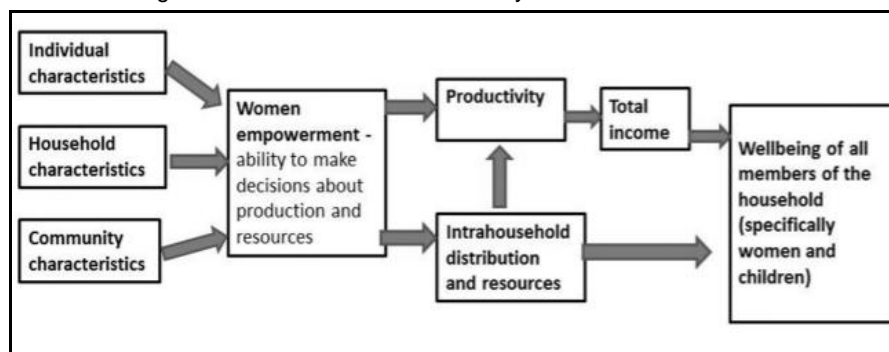 Individual
characteristics
Household
characteristics
Community
characteristics
Women
empowerment -
ability to make
decisions about
production and
resources
Productivity
Intrahousehold
distribution
and resources
Total
income
Wellbeing of all
members of the
household
(specifically
women and
children)